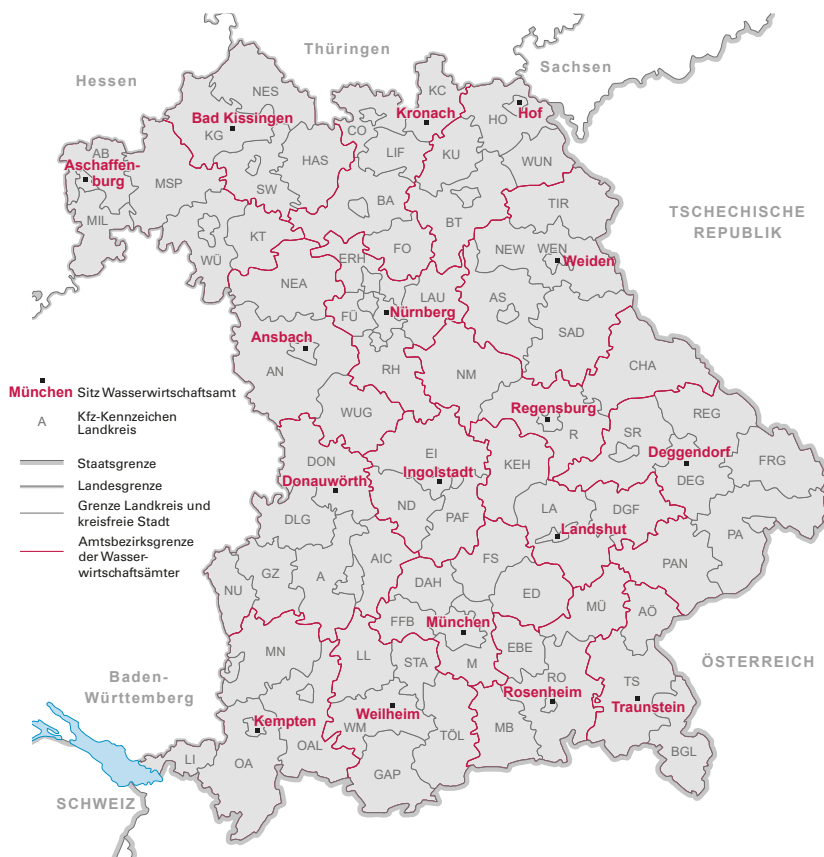 Thüringen
Hessen
Sachsen
NES
KC
Bad Kissingen
Kronach
Hof
HO
KG
CO
AB
LIF
KU
Aschaffen-
burg
HAS
WUN
MSP
SW
BA
TIR
MIL
BT
TSCHECHISCHE
REPUBLIK
KT
WÜ
FO
NEW
WEN
ERH
Weiden
NEA
LAU
AS
FÜ
Nürnberg
Ansbach
SAD
AN
RH
NM
CHA
München
Sitz Wasserwirtschaftsamt
A
Kfz-Kennzeichen
Landkreis
WUG
Regensburg
REG
R
SR
EI
Deggendorf
DON
KEH
FRG
Staatsgrenze
Ingolstadt
Donauwörth
DEG
Landesgrenze
ND
LA
DGF
Grenze Landkreis und
kreisfreie Stadt
DLG
PAF
Landshut
PA
Amtsbezirksgrenze
der Wasser-
wirtschaftsämter
AIC
FS
PAN
GZ
A
DAH
NU
ED
MÜ
AÖ
FFB
München
EBE
MN
LL
STA
M
ÖSTERREICH
Baden-
Württemberg
RO
TS
Rosenheim
Kempten
Weilheim
Traunstein
WM
TÖL
MB
OAL
BGL
LI
OA
GAP
SCHWEIZ